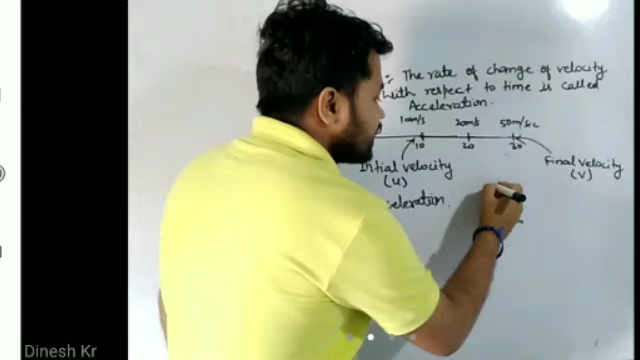 The rate of change of velocity
with respect to time is called
Acceleration.
10m/s 20m/s 50m/sec
10 20 30
Intial velocity
(u)
Final velocity
(v)
eleration.
Dinesh Kr